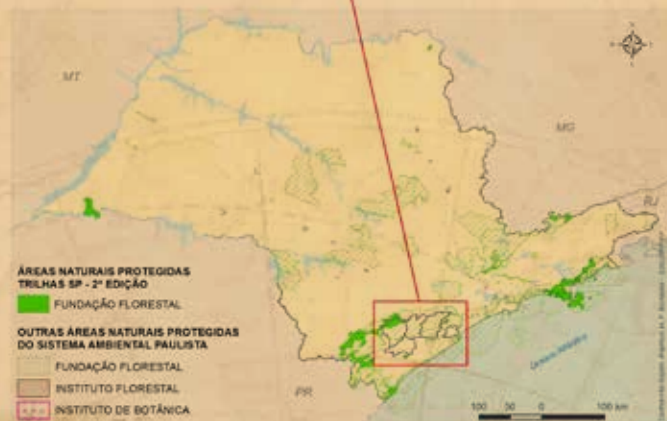 MT
MG
RJ
ÁREAS NATURAIS PROTEGIDAS
TRILHAS SP - 2ª EDIÇÃO
FUNDAÇÃO FLORESTAL
OUTRAS ÁREAS NATURAIS PROTEGIDAS
DO SISTEMA AMBIENTAL PAULISTA
FUNDAÇÃO FLORESTAL
INSTITUTO FLORESTAL
INSTITUTO DE BOTÂNICA
PR
Oceano Atlântico
100 50 0 100 km